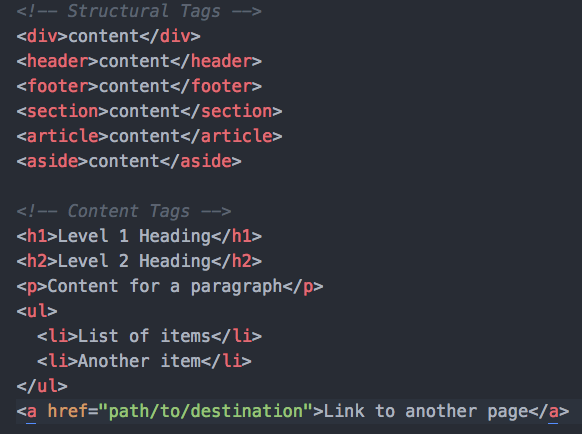 <!-- Structural Tags -->
<div>content</div>
<header>content</header>
<footer>content</footer>
<section>content</section>
<article>content</article>
<aside>content</aside>

<!-- Content Tags -->
<h1>Level 1 Heading</h1>
<h2>Level 2 Heading</h2>
<p>Content for a paragraph</p>
<ul>
  <li>List of items</li>
  <li>Another item</li>
</ul>
<a href="path/to/destination">Link to another page</a>